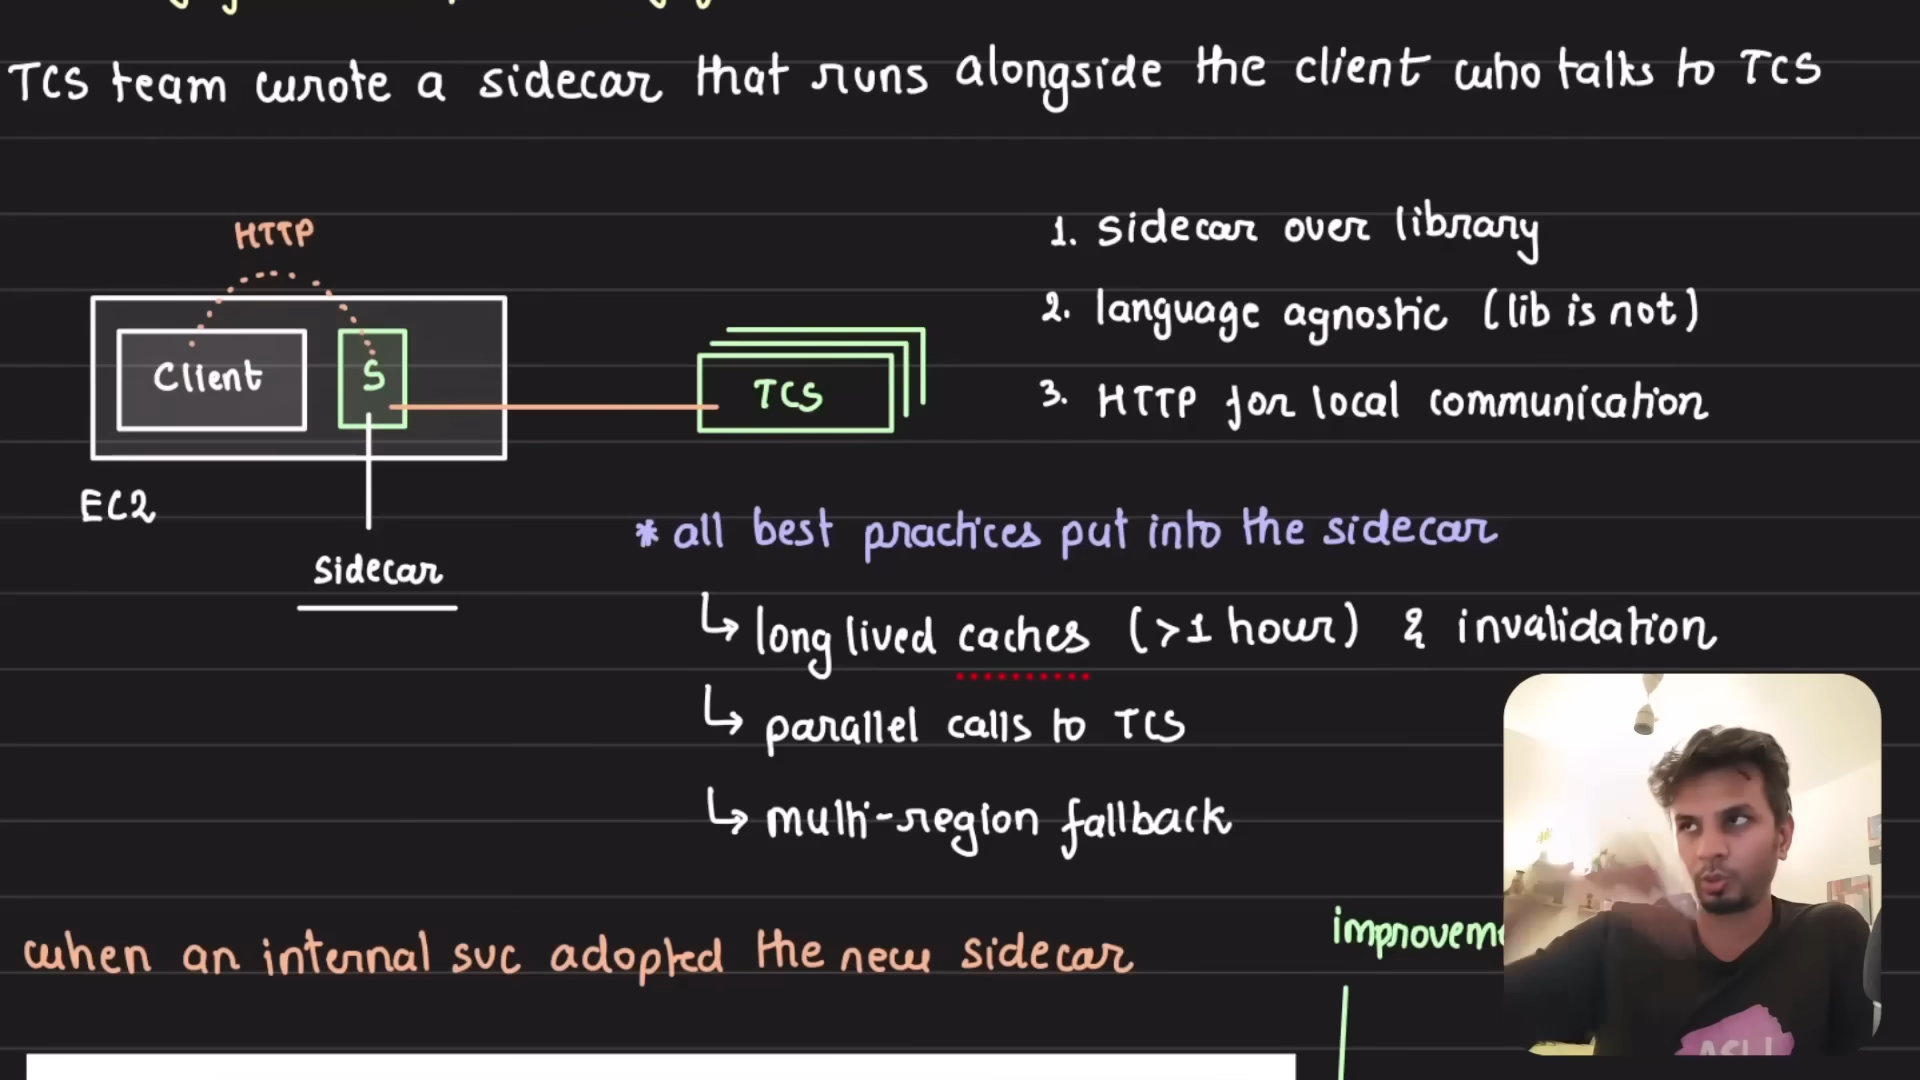 TCS team wrote a sidecar that runs alongside the client who talks to TCS
HTTP
Client
S
TCS
EC2
Sidecar
1. Sidecar over library
2. language agnostic (lib is not)
3. HTTP for local communication
* all best practices put into the sidecar
↳ long lived caches (>1 hour) & invalidation
↳ parallel calls to TCS
↳ multi-region fallback
when an internal svc adopted the new sidecar
improvem